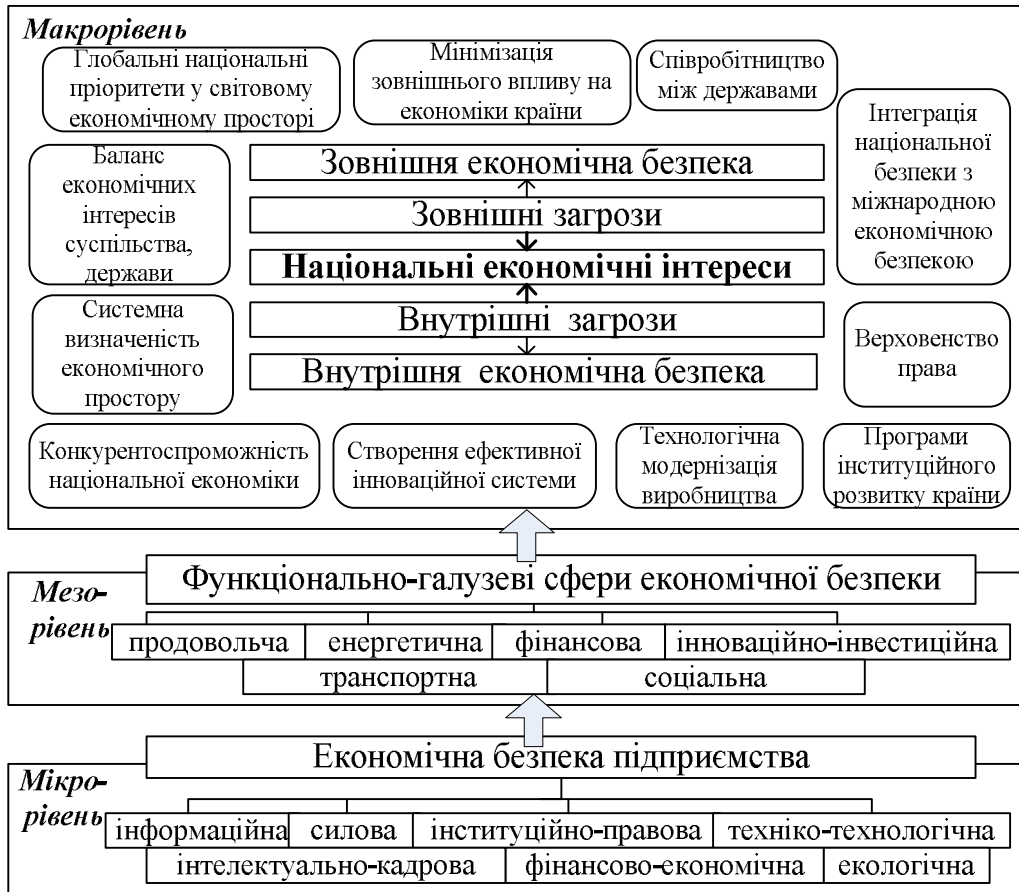 Макрорівень
Глобальні національні
пріоритети у світовому
економічному просторі
Мінімізація
зовнішнього впливу на
економіки країни
Співробітництво
між державами
Інтеграція
національної
безпеки з
міжнародною
економічною
безпекою
Баланс
економічних
інтересів
суспільства,
держави
Зовнішня економічна безпека
Зовнішні загрози
Національні економічні інтереси
Внутрішні загрози
Внутрішня економічна безпека
Системна
визначеність
економічного
простору
Верховенство
права
Конкурентоспроможність
національної економіки
Створення ефективної
інноваційної системи
Технологічна
модернізація
виробництва
Програми
інституційного
розвитку країни
Мезо-
рівень
Функціонально-галузеві сфери економічної безпеки
продовольча
енергетична
фінансова
інноваційно-інвестиційна
транспортна
соціальна
Мікро-
рівень
Економічна безпека підприємства
інформаційна
силова
інституційно-правова
техніко-технологічна
інтелектуально-кадрова
фінансово-економічна
екологічна